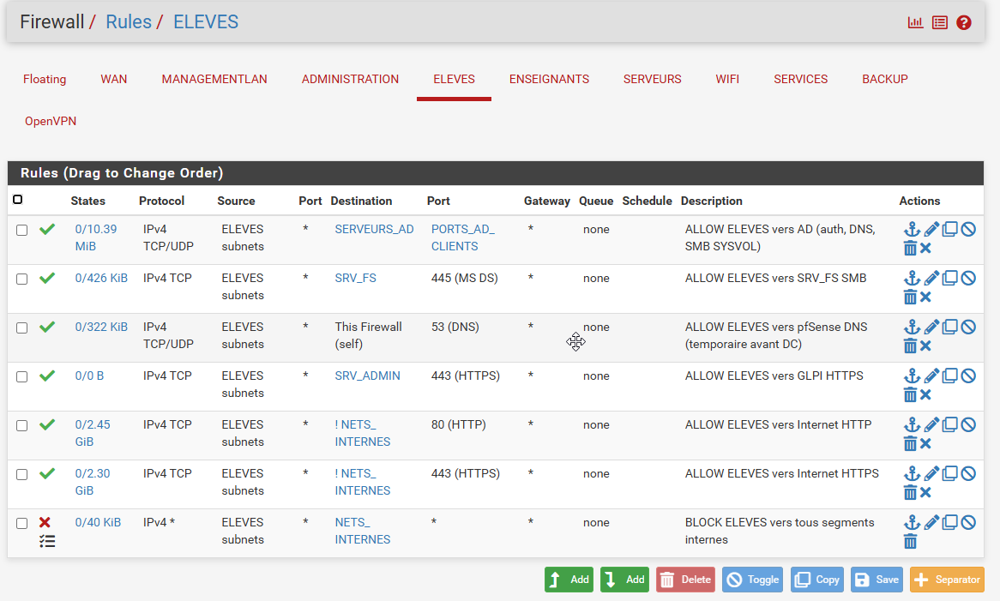 Firewall / Rules / ELEVES
Floating WAN MANAGEMENTLAN ADMINISTRATION ELEVES ENSEIGNANTS SERVEURS WIFI SERVICES BACKUP
OpenVPN
Rules (Drag to Change Order)
States Protocol Source Port Destination Port Gateway Queue Schedule Description Actions
0/10.39 IPv4 ELEVES * SERVEURS_AD PORTS_AD_ * none ALLOW ELEVES vers AD (auth, DNS,
MiB TCP/UDP subnets CLIENTS SMB SYSVOL)
0/426 KiB IPv4 TCP ELEVES * SRV_FS 445 (MS DS) * none ALLOW ELEVES vers SRV_FS SMB
subnets
0/322 KiB IPv4 ELEVES * This Firewall 53 (DNS) * none ALLOW ELEVES vers pfSense DNS
TCP/UDP subnets (self) (temporaire avant DC)
0/0 B IPv4 TCP ELEVES * SRV_ADMIN 443 (HTTPS) * none ALLOW ELEVES vers GLPI HTTPS
subnets
0/2.45 IPv4 TCP ELEVES * ! NETS_ 80 (HTTP) * none ALLOW ELEVES vers Internet HTTP
GiB subnets INTERNES
0/2.30 IPv4 TCP ELEVES * ! NETS_ 443 (HTTPS) * none ALLOW ELEVES vers Internet HTTPS
GiB subnets INTERNES
0/40 KiB IPv4 * ELEVES * NETS_ * * none BLOCK ELEVES vers tous segments
subnets INTERNES internes
Add Add Delete Toggle Copy Save Separator